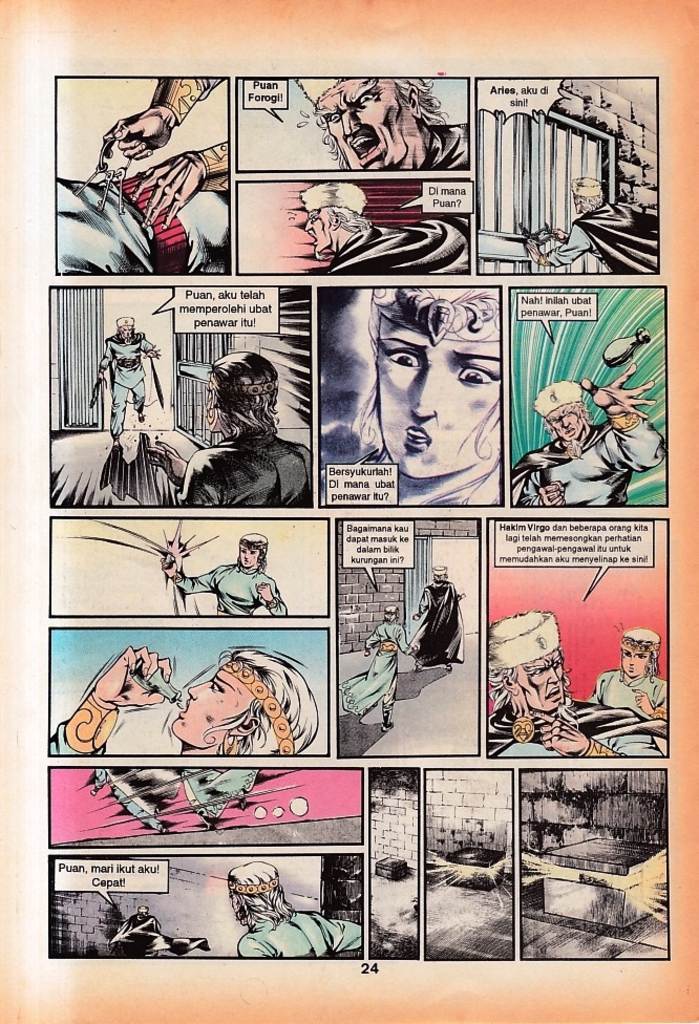 Puan
Forogi!
Di mana
Puan?
Aries, aku di
sini!
Puan, aku telah
memperolehi ubat
penawar itu!
Bersyukurlah!
Di mana ubat
penawar itu?
Nah! inilah ubat
penawar, Puan!
Bagaimana kau
dapat masuk ke
dalam bilik
kurungan ini?
Hakim Virgo dan beberapa orang kita
lagi telah memesongkan perhatian
pengawal-pengawal itu untuk
memudahkan aku menyelinap ke sini!
Puan, mari ikut aku!
Cepat!
24